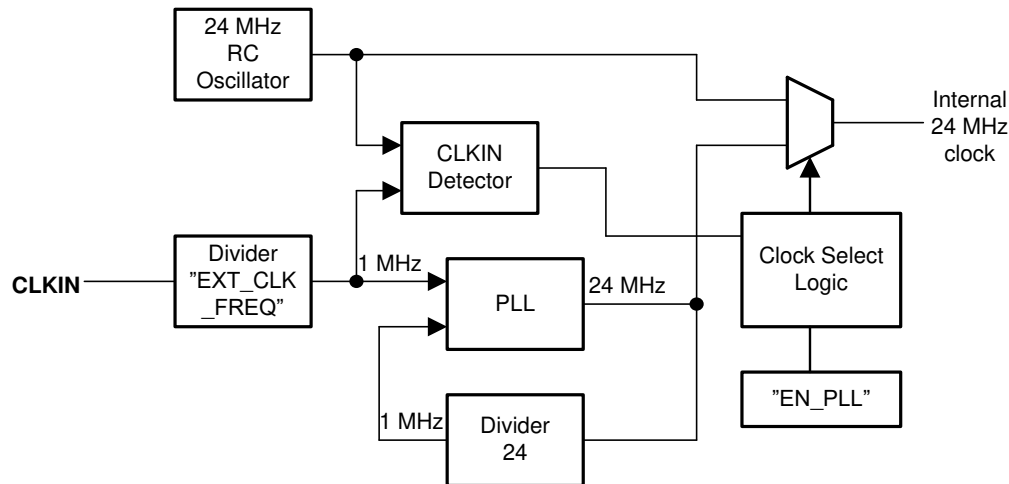 24 MHz
RC
Oscillator
CLKIN
Detector
Internal
24 MHz
clock
CLKIN
Divider
”EXT_CLK
_FREQ”
1 MHz
PLL
24 MHz
Clock Select
Logic
1 MHz
Divider
24
”EN_PLL”